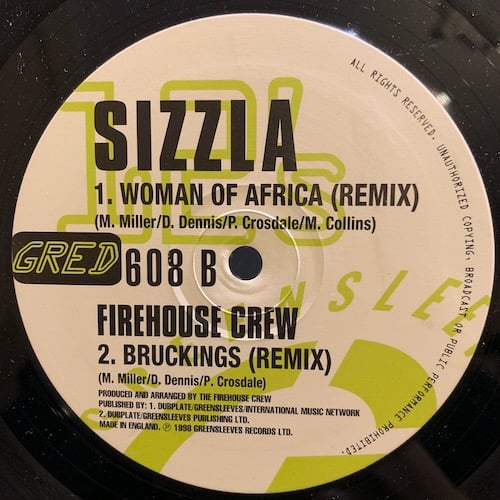 12's
SIZZLA
1. WOMAN OF AFRICA (REMIX)
(M. Miller/D. Dennis/P. Crosdale/M. Collins)
GRED 608 B
FIREHOUSE CREW
2. BRUCKINGS (REMIX)
(M. Miller/D. Dennis/P. Crosdale)
PRODUCED AND ARRANGED BY THE FIREHOUSE CREW
PUBLISHED BY: 1. DUBPLATE/GREENSLEEVES/INTERNATIONAL MUSIC NETWORK
2. DUBPLATE/GREENSLEEVES PUBLISHING LTD.
MADE IN ENGLAND. ℗ 1998 GREENSLEEVES RECORDS LTD.
ALL RIGHTS RESERVED. UNAUTHORIZED COPYING, BROADCAST OR PUBLIC PERFORMANCE PROHIBITED.